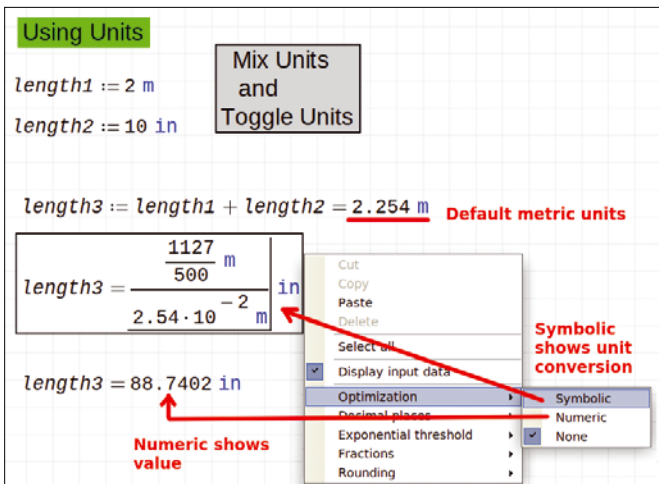 Using Units
Mix Units
and
Toggle Units
length1 := 2 m
length2 := 10 in
length3 := length1 + length2 = 2.254 m
Default metric units
length3 = 1127/500 m / 2.54·10^-2 m in
Cut
Copy
Paste
Delete
Select all
Display input data
Optimization
Decimal places
Exponential threshold
Fractions
Rounding
Symbolic
shows unit
conversion
Symbolic
Numeric
None
length3 = 88.7402 in
Numeric shows
value